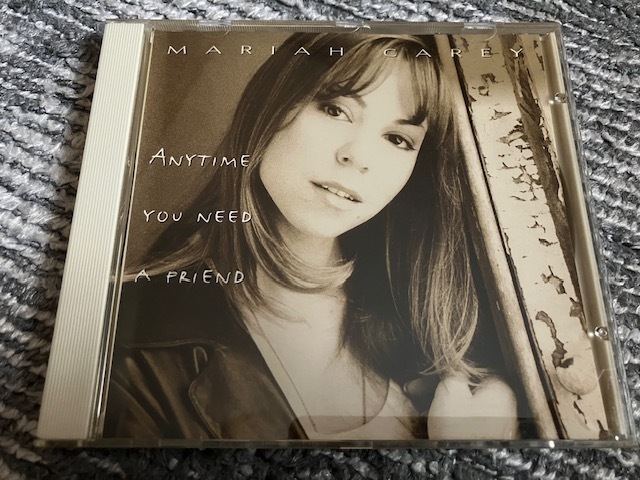 MARIAH CAREY
ANYTIME
YOU NEED
A FRIEND